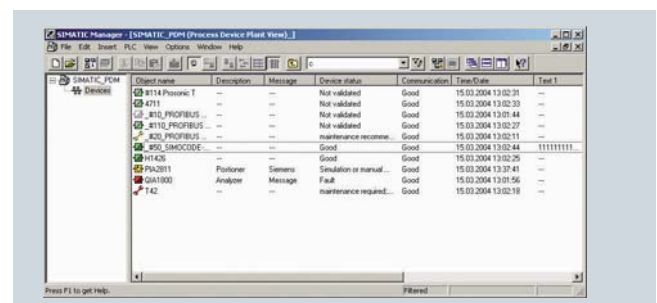 SIMATIC Manager - [SIMATIC_PDM (Process Device Plant View)_]
File Edit Insert PLC View Options Window Help
SIMATIC_PDM
Devices
Object name Description Message Device status Communication Time/Date Text 1
#114 Prosonic T -- -- Not validated Good 15.03.2004 13:02:31 --
4711 -- -- Not validated Good 15.03.2004 13:02:33 --
_#10_PROFIBUS ... -- -- Not validated Good 15.03.2004 13:01:44 --
_#110_PROFIBUS ... -- -- Not validated Good 15.03.2004 13:02:27 --
_#20_PROFIBUS ... -- -- maintenance recomme... Good 15.03.2004 13:02:11 --
_#50_SIMOCODE-... -- -- Good Good 15.03.2004 13:02:44 111111111...
H1426 -- -- Good Good 15.03.2004 13:02:25 --
PIA2811 Positioner Siemens Simulation or manual ... Good 15.03.2004 13:37:41 --
QIA1800 Analyzer Message Fault Good 15.03.2004 13:01:56 --
T42 -- -- maintenance required;... Good 15.03.2004 13:02:18 --
Press F1 to get Help. Filtered